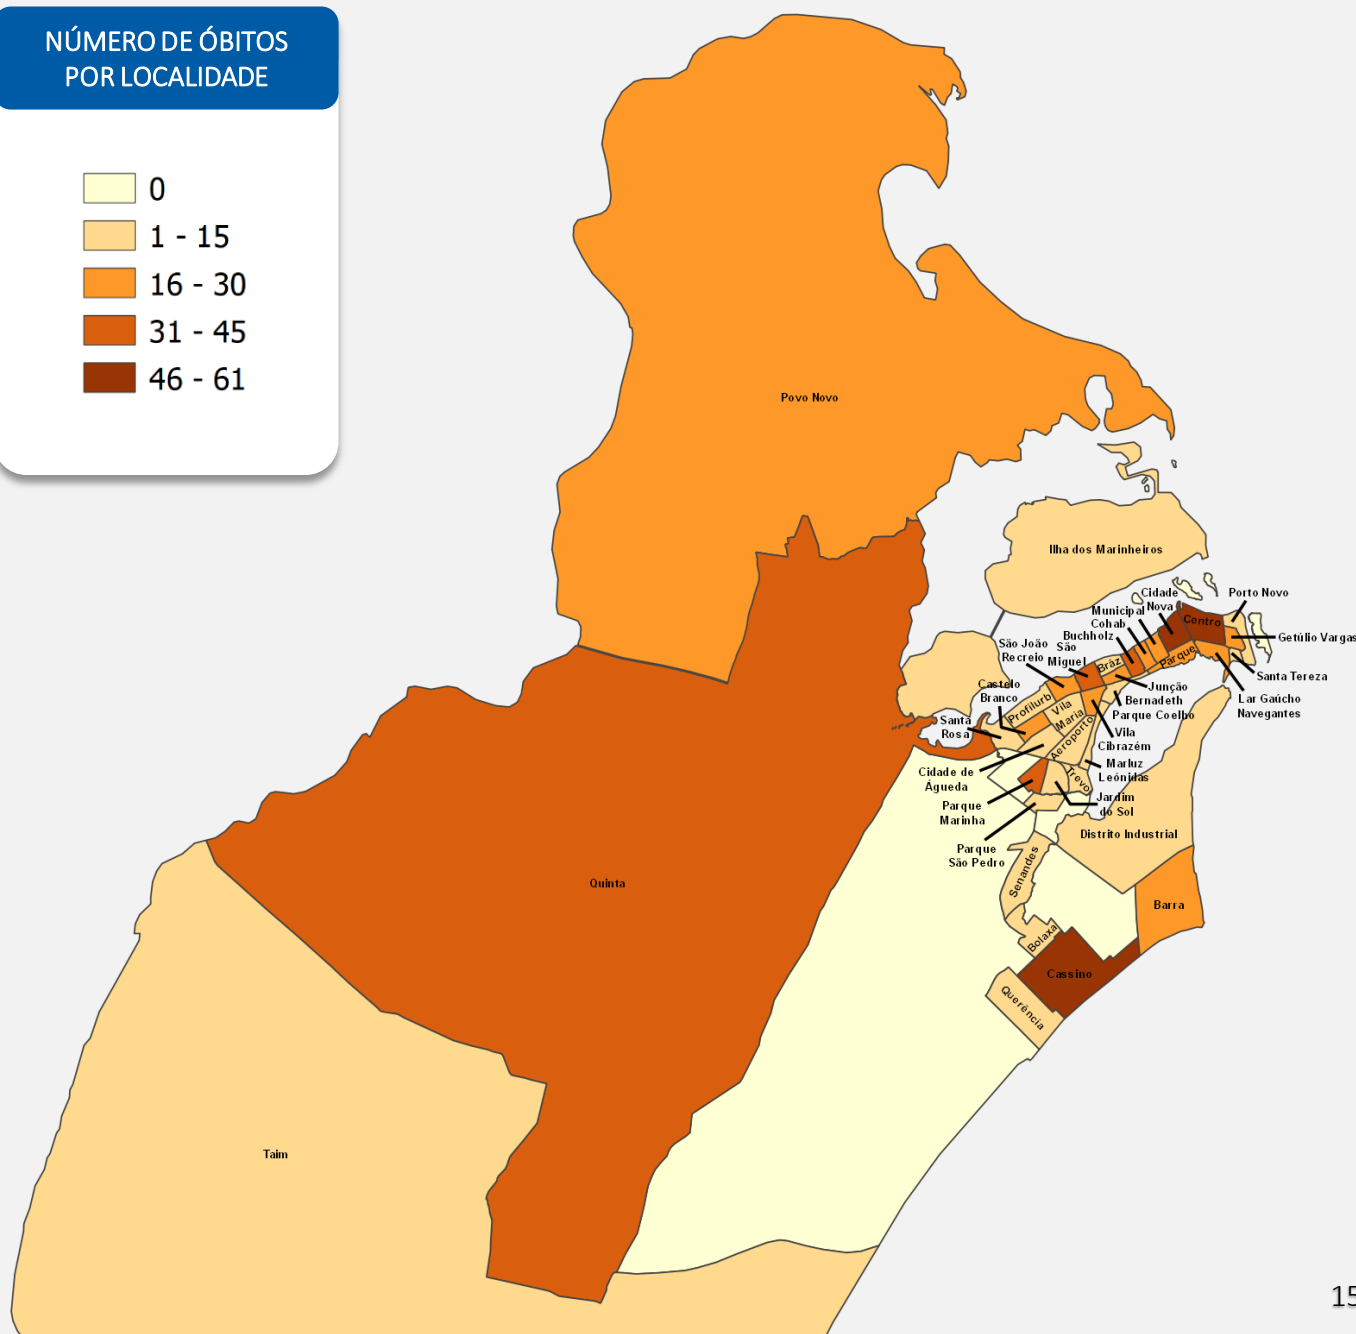 NÚMERO DE ÓBITOS
POR LOCALIDADE
0
1 - 15
16 - 30
31 - 45
46 - 61
Povo Novo
Ilha dos Marinheiros
Cidade
Nova
Porto Novo
Municipal
Cohab
Buchholz
Centro
Getúlio Vargas
São João
Recreio
São
Miguel
Bráz
Parque
Santa Tereza
Castelo
Branco
Junção
Bernadeth
Parque Coelho
Lar Gaúcho
Navegantes
Profilurb
Vila
Maria
Santa
Rosa
Aeroporto
Vila
Cibrazém
Cidade de
Águeda
Marluz
Leónidas
Trevo
Parque
Marinha
Jardim
do Sol
Distrito Industrial
Parque
São Pedro
Senandes
Quinta
Barra
Bolaxa
Cassino
Querência
Taim
15